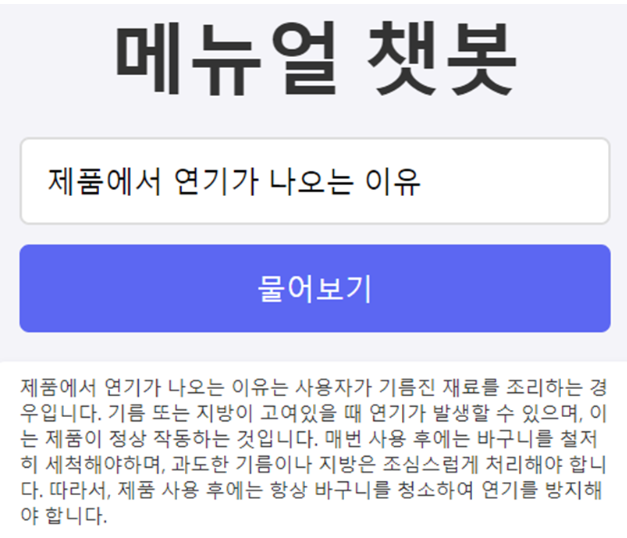 메뉴얼 챗봇
제품에서 연기가 나오는 이유
물어보기
제품에서 연기가 나오는 이유는 사용자가 기름진 재료를 조리하는 경
우입니다. 기름 또는 지방이 고여있을 때 연기가 발생할 수 있으며, 이
는 제품이 정상 작동하는 것입니다. 매번 사용 후에는 바구니를 철저
히 세척해야하며, 과도한 기름이나 지방은 조심스럽게 처리해야 합니
다. 따라서, 제품 사용 후에는 항상 바구니를 청소하여 연기를 방지해
야 합니다.